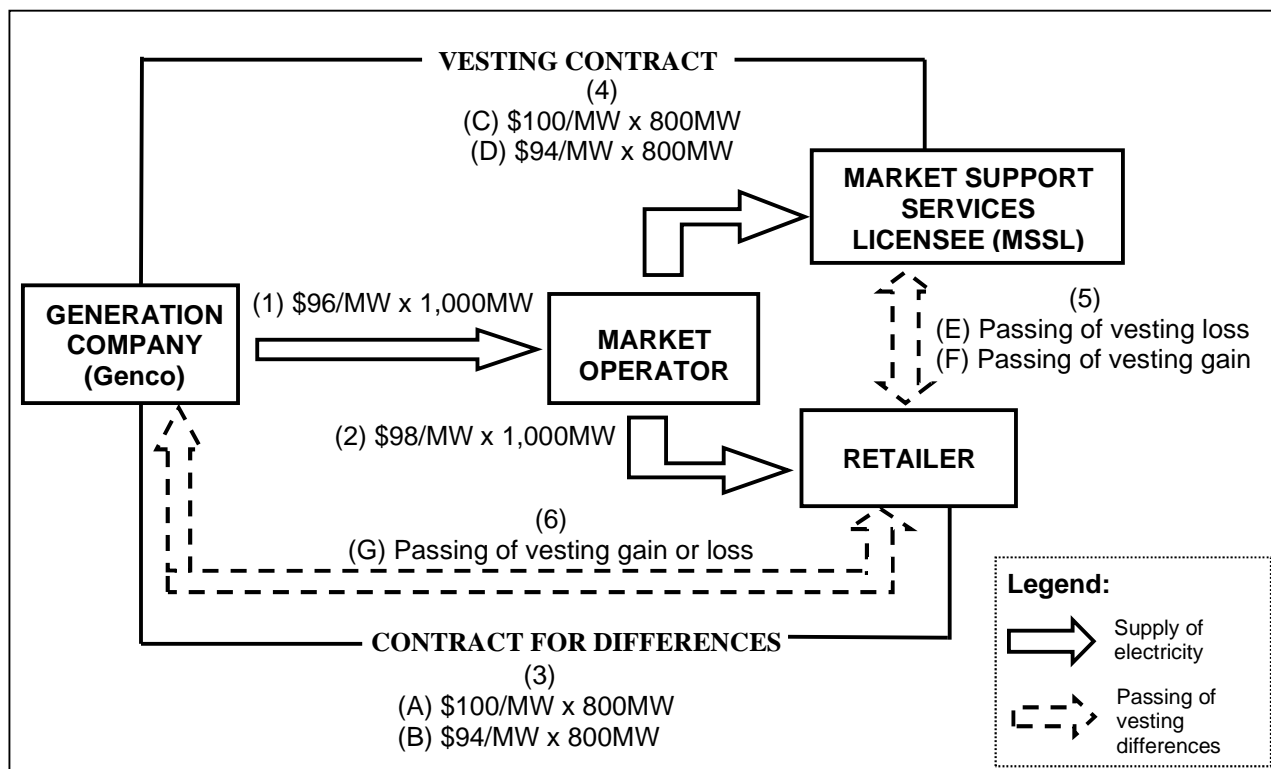 VESTING CONTRACT
(4)
(C) $100/MW x 800MW
(D) $94/MW x 800MW
MARKET SUPPORT
SERVICES
LICENSEE (MSSL)
GENERATION
COMPANY
(Genco)
(1) $96/MW x 1,000MW
MARKET
OPERATOR
(5)
(E) Passing of vesting loss
(F) Passing of vesting gain
(2) $98/MW x 1,000MW
RETAILER
(6)
(G) Passing of vesting gain or loss
CONTRACT FOR DIFFERENCES
(3)
(A) $100/MW x 800MW
(B) $94/MW x 800MW
Legend:
Supply of
electricity
Passing of
vesting
differences